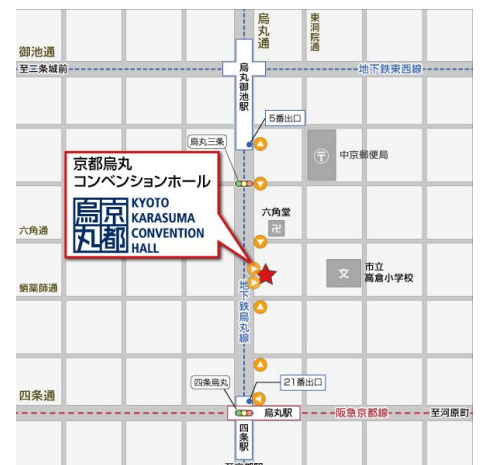 烏丸通
東洞院通
御池通
至二条城前
地下鉄東西線
烏丸御池駅
5番出口
烏丸三条
〒
中京郵便局
京都烏丸
コンベンションホール
烏京
丸都
KYOTO
KARASUMA
CONVENTION
HALL
六角堂
卍
六角通
文
市立
高倉小学校
蛸薬師通
地下鉄烏丸線
四条烏丸
21番出口
四条通
烏丸駅
阪急京都線
至河原町
四条駅